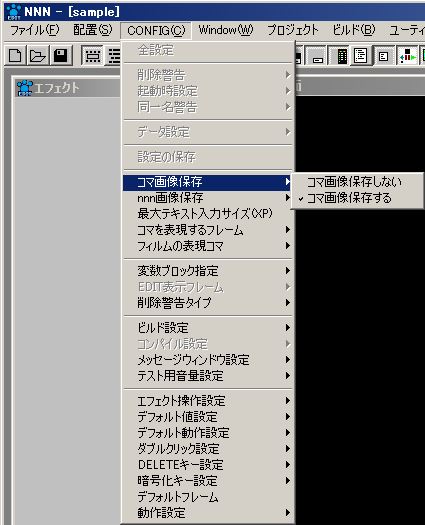 NNN - [sample]
ファイル(F) 配置(S) CONFIG(C) Window(W) プロジェクト ビルド(B) ユーティ
全設定
エフェクト
削除警告
起動時設定
同一名警告
データ設定
設定の保存
コマ画像保存
コマ画像保存しない
nnn画像保存
コマ画像保存する
最大テキスト入力サイズ(XP)
コマを表現するフレーム
フィルムの表現コマ
変数ブロック指定
EDIT表示フレーム
削除警告タイプ
ビルド設定
コンパイル設定
メッセージウィンドウ設定
テスト用音量設定
エフェクト操作設定
デフォルト値設定
デフォルト動作設定
ダブルクリック設定
DELETEキー設定
暗号化キー設定
デフォルトフレーム
動作設定